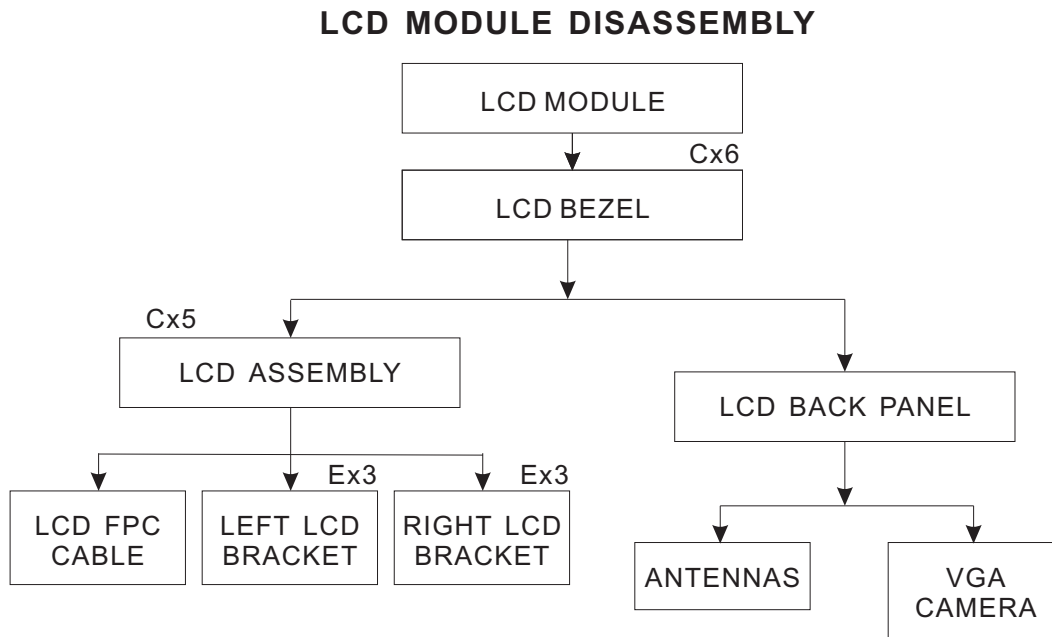 LCD MODULE DISASSEMBLY
LCD MODULE
Cx6
LCD BEZEL
Cx5
LCD ASSEMBLY
LCD BACK PANEL
Ex3
Ex3
LCD FPC
CABLE
LEFT LCD
BRACKET
RIGHT LCD
BRACKET
ANTENNAS
VGA
CAMERA